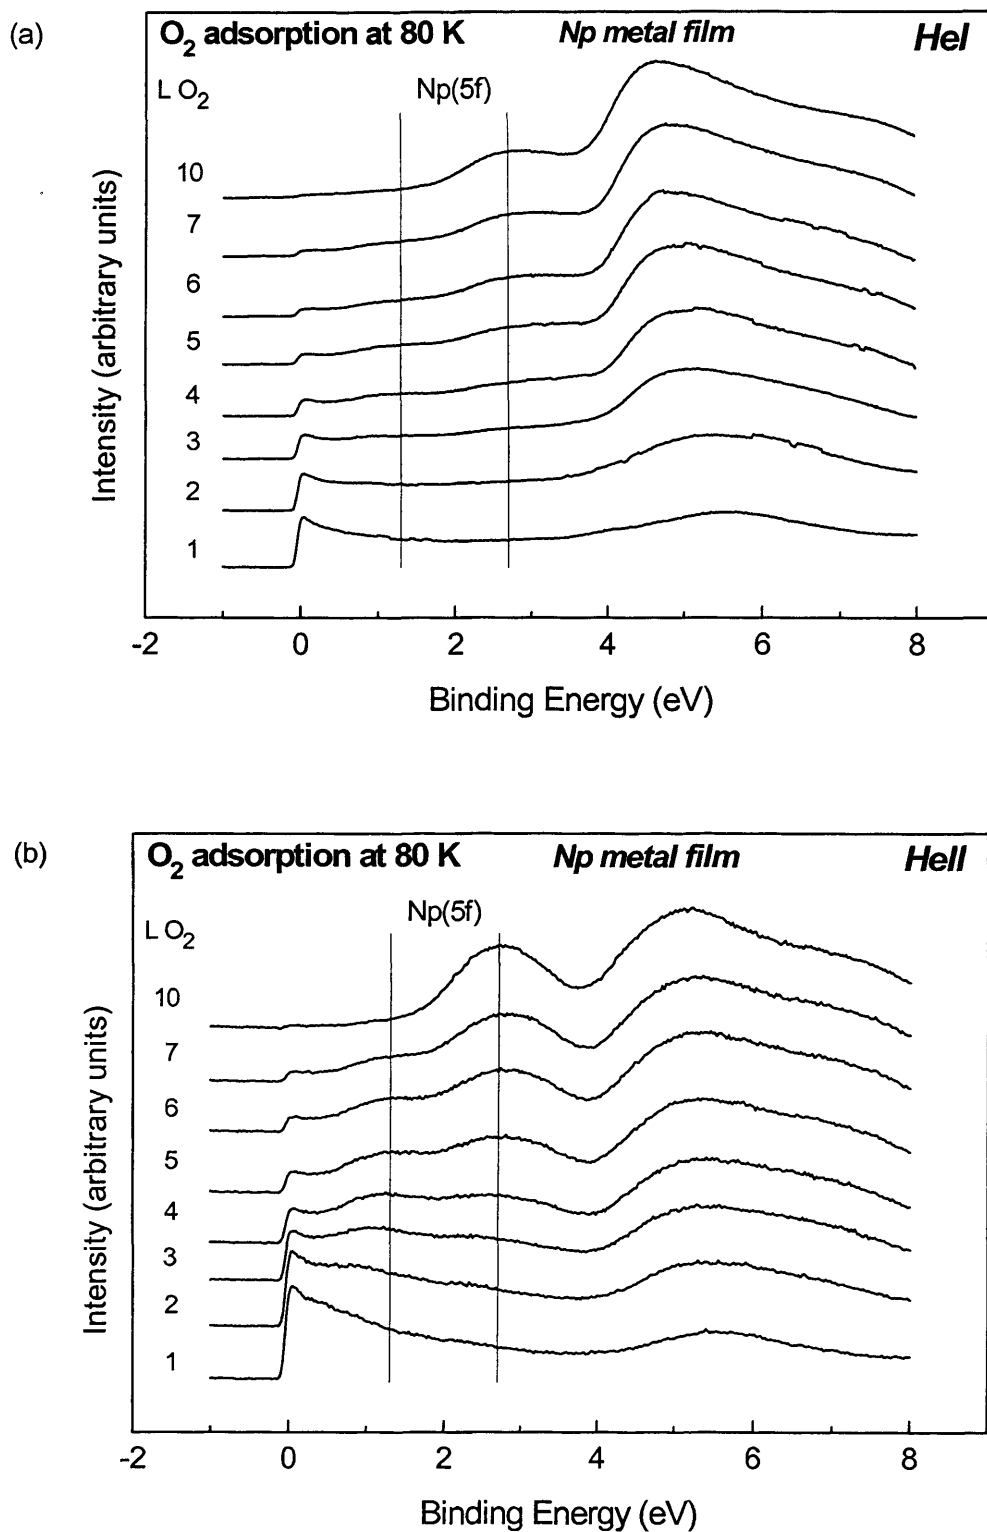 (a)
O2 adsorption at 80 K Np metal film HeI
L O2 Np(5f)
10
7
6
5
4
3
2
1
Intensity (arbitrary units)
-2 0 2 4 6 8
Binding Energy (eV)
(b)
O2 adsorption at 80 K Np metal film HeII
L O2 Np(5f)
10
7
6
5
4
3
2
1
Intensity (arbitrary units)
-2 0 2 4 6 8
Binding Energy (eV)